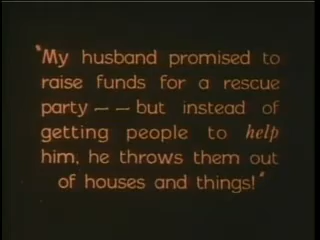 "My husband promised to
raise funds for a rescue
party -- but instead of
getting people to help
him, he throws them out
of houses and things!"